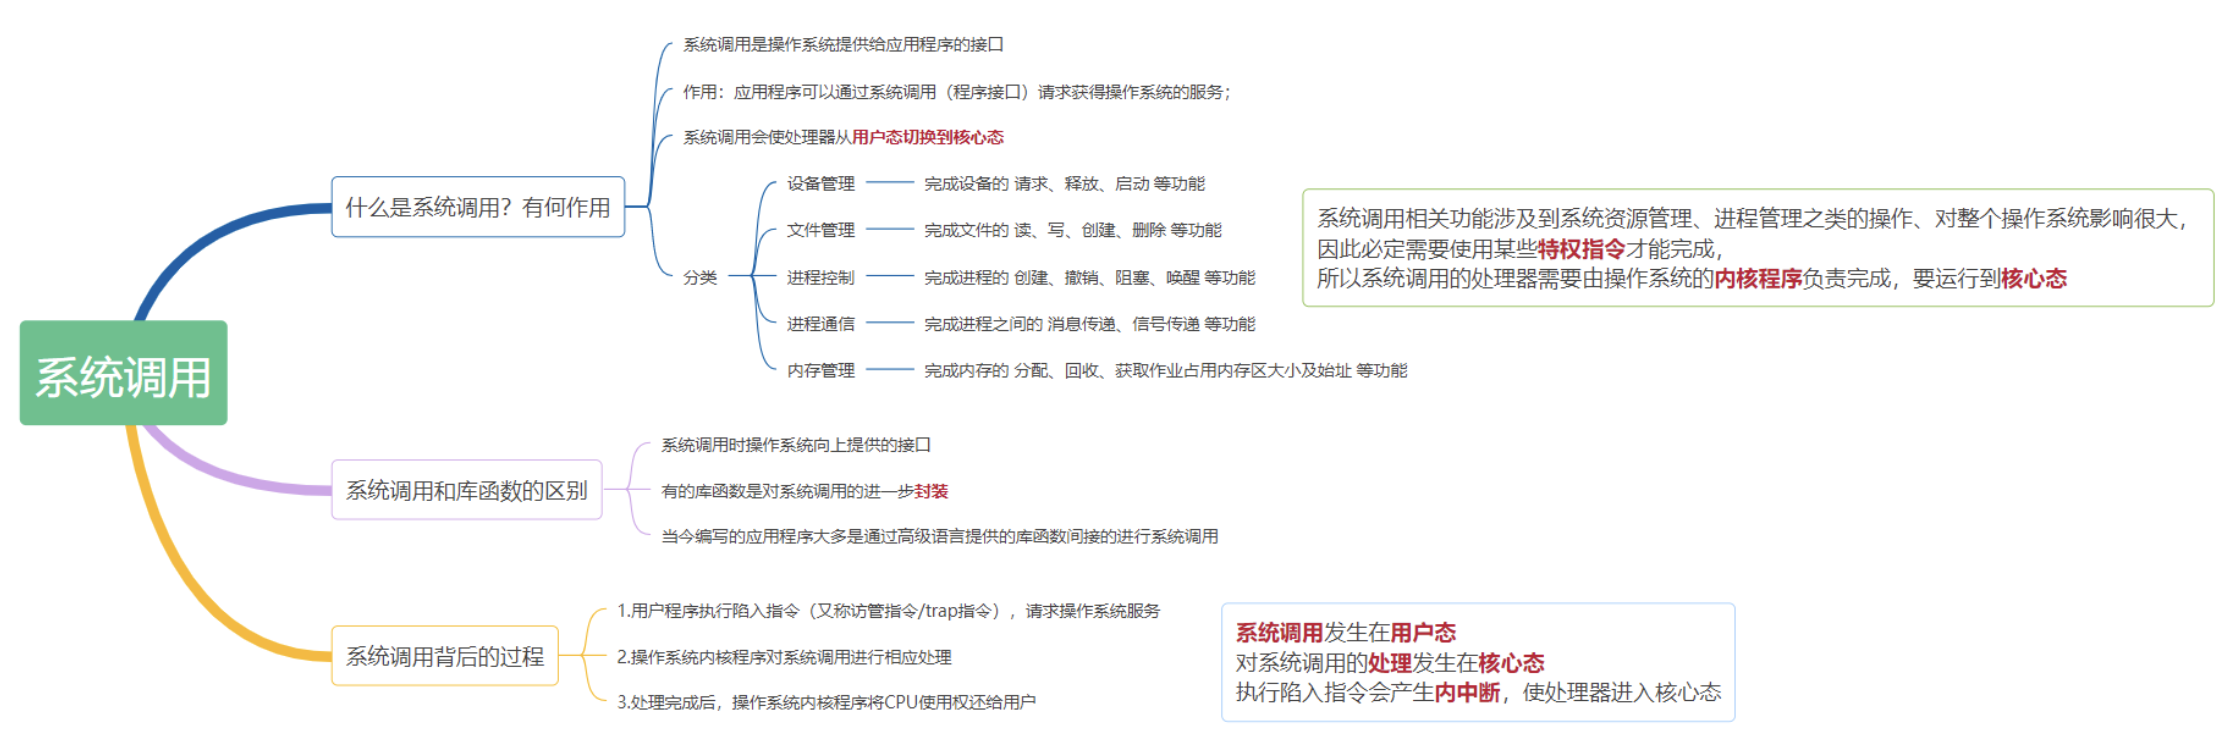 系统调用
什么是系统调用？有何作用
系统调用是操作系统提供给应用程序的接口
作用：应用程序可以通过系统调用（程序接口）请求获得操作系统的服务；
系统调用会使处理器从用户态切换到核心态
分类
设备管理
完成设备的 请求、释放、启动 等功能
文件管理
完成文件的 读、写、创建、删除 等功能
进程控制
完成进程的 创建、撤销、阻塞、唤醒 等功能
进程通信
完成进程之间的 消息传递、信号传递 等功能
内存管理
完成内存的 分配、回收、获取作业占用内存区大小及始址 等功能
系统调用相关功能涉及到系统资源管理、进程管理之类的操作、对整个操作系统影响很大，
因此必定需要使用某些特权指令才能完成，
所以系统调用的处理器需要由操作系统的内核程序负责完成，要运行到核心态
系统调用和库函数的区别
系统调用时操作系统向上提供的接口
有的库函数是对系统调用的进一步封装
当今编写的应用程序大多是通过高级语言提供的库函数间接的进行系统调用
系统调用背后的过程
1.用户程序执行陷入指令（又称访管指令/trap指令），请求操作系统服务
2.操作系统内核程序对系统调用进行相应处理
3.处理完成后，操作系统内核程序将CPU使用权还给用户
系统调用发生在用户态
对系统调用的处理发生在核心态
执行陷入指令会产生内中断，使处理器进入核心态